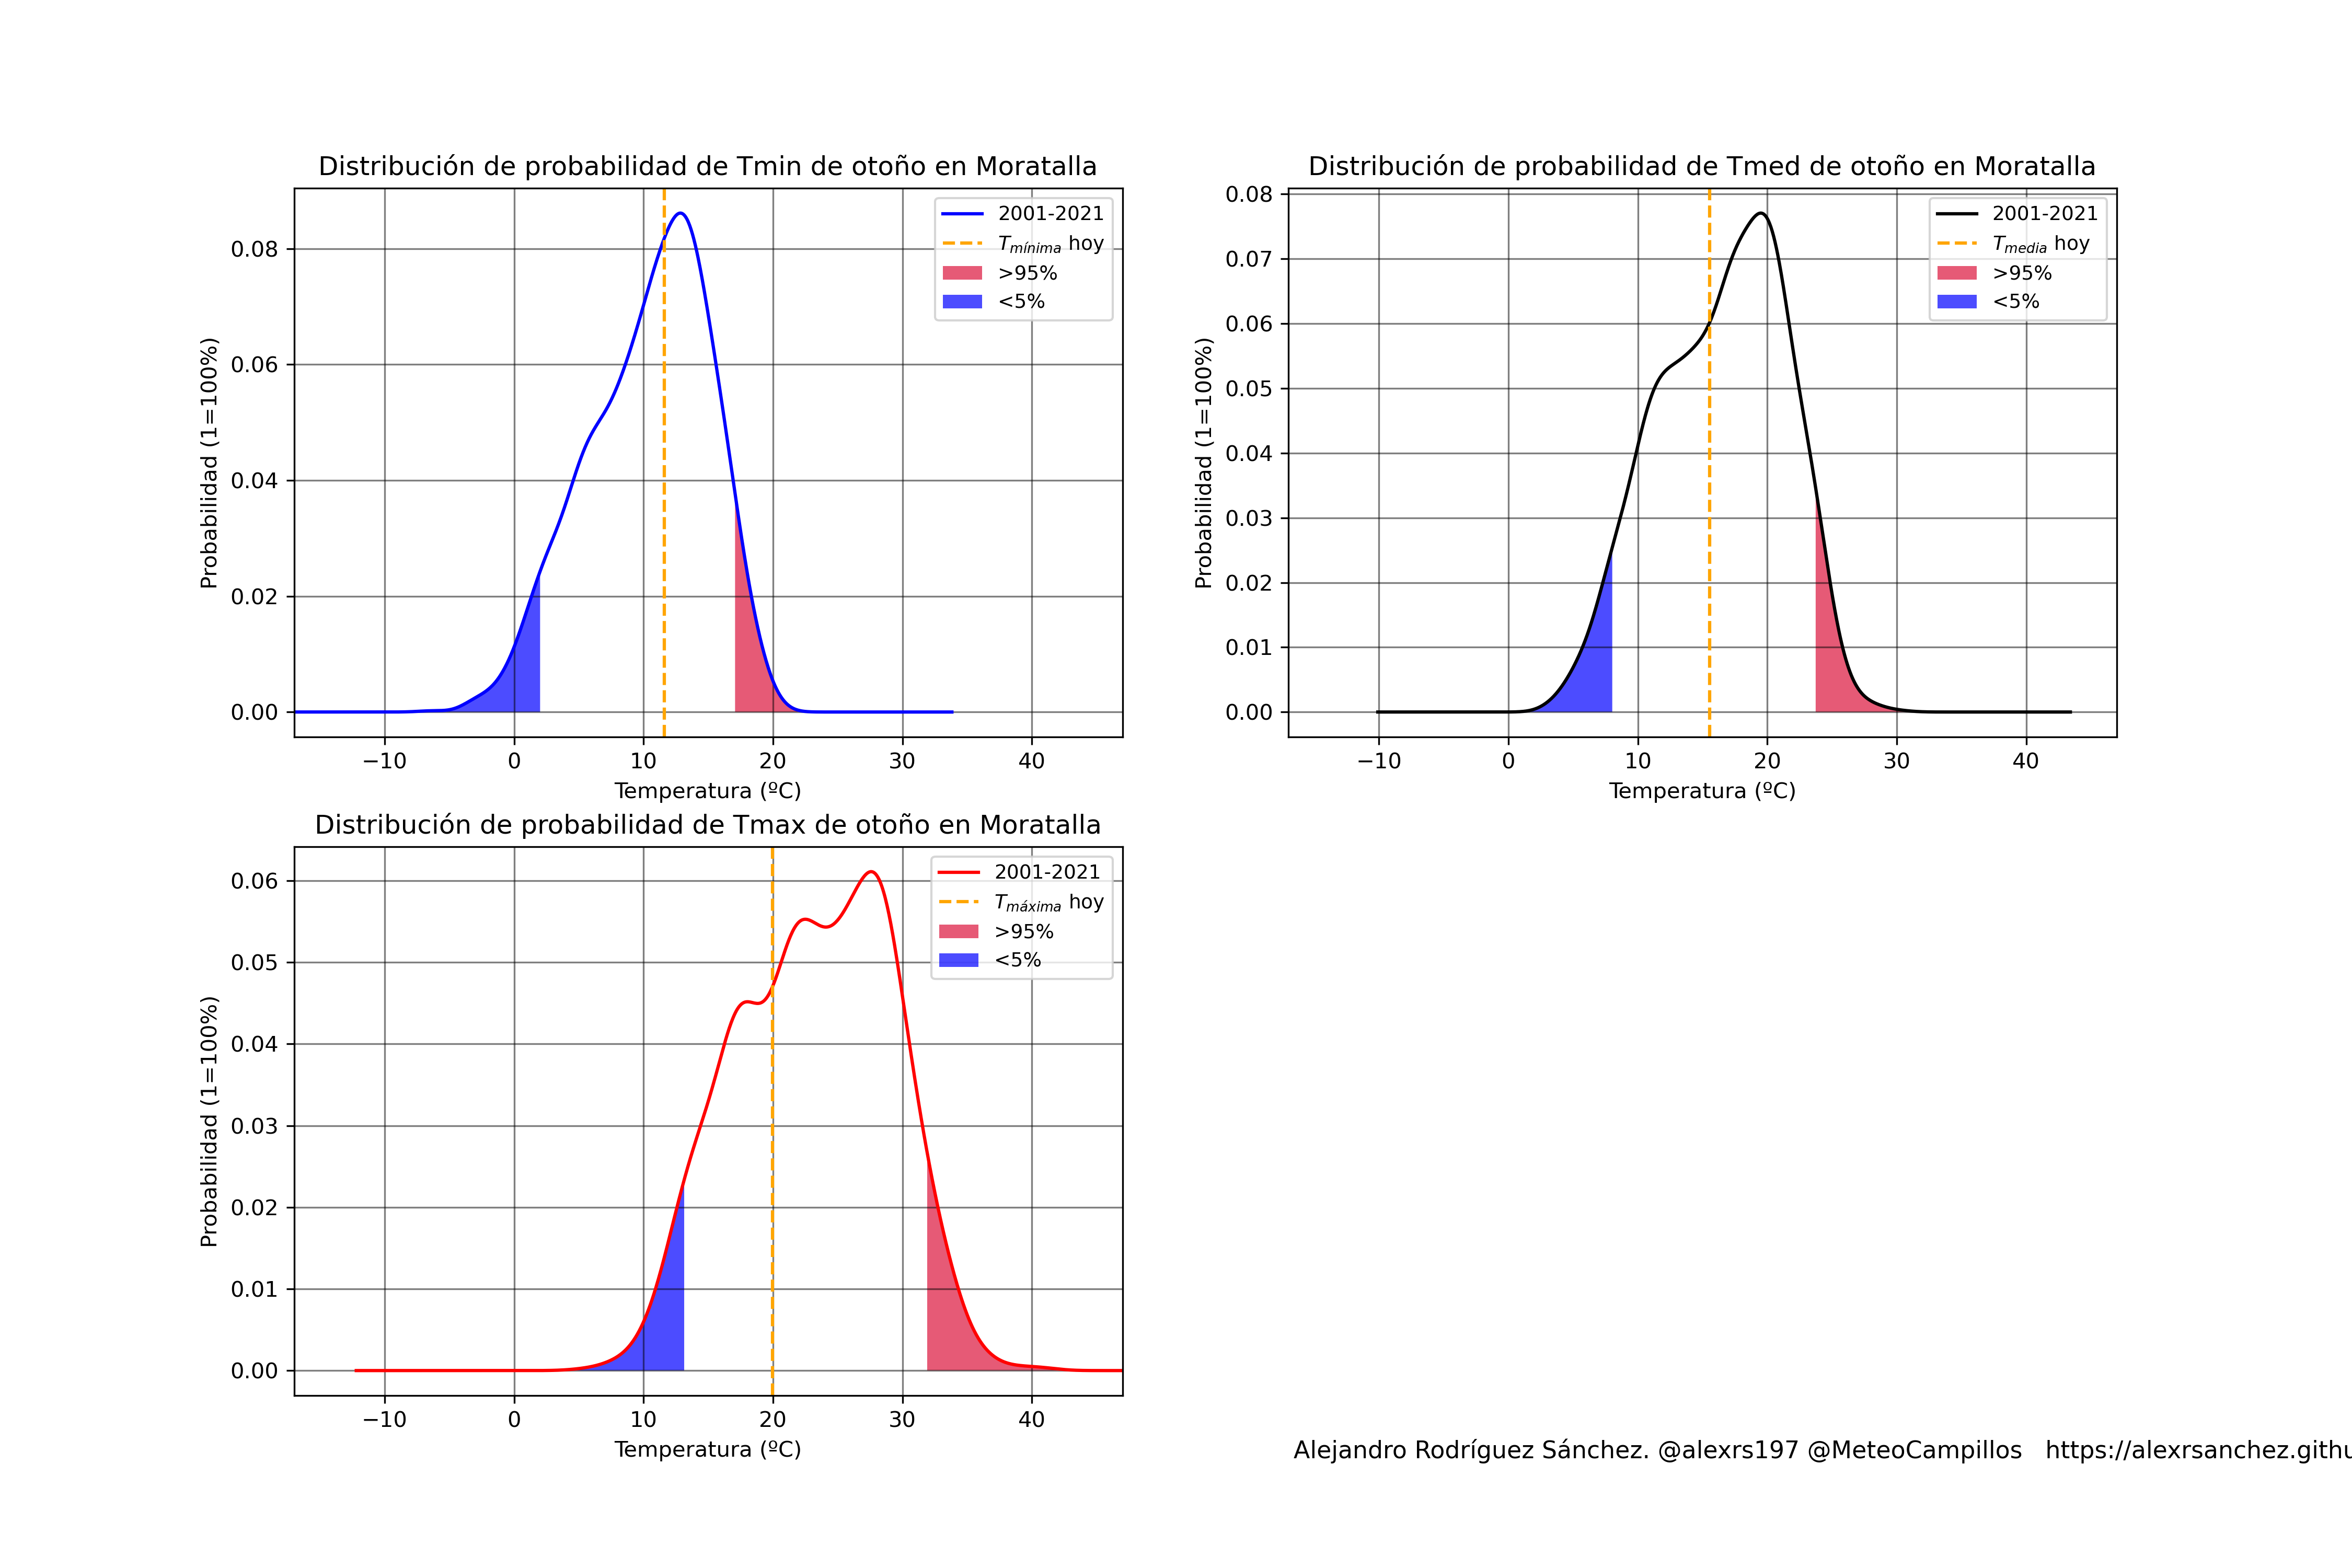 Distribución de probabilidad de Tmin de otoño en Moratalla
Probabilidad (1=100%)
0.08
0.06
0.04
0.02
0.00
−10 0 10 20 30 40
Temperatura (ºC)
2001-2021
Tmínima hoy
>95%
<5%
Distribución de probabilidad de Tmed de otoño en Moratalla
Probabilidad (1=100%)
0.08
0.07
0.06
0.05
0.04
0.03
0.02
0.01
0.00
−10 0 10 20 30 40
Temperatura (ºC)
2001-2021
Tmedia hoy
>95%
<5%
Distribución de probabilidad de Tmax de otoño en Moratalla
Probabilidad (1=100%)
0.06
0.05
0.04
0.03
0.02
0.01
0.00
−10 0 10 20 30 40
Temperatura (ºC)
2001-2021
Tmáxima hoy
>95%
<5%
Alejandro Rodríguez Sánchez. @alexrs197 @MeteoCampillos https://alexrsanchez.githu